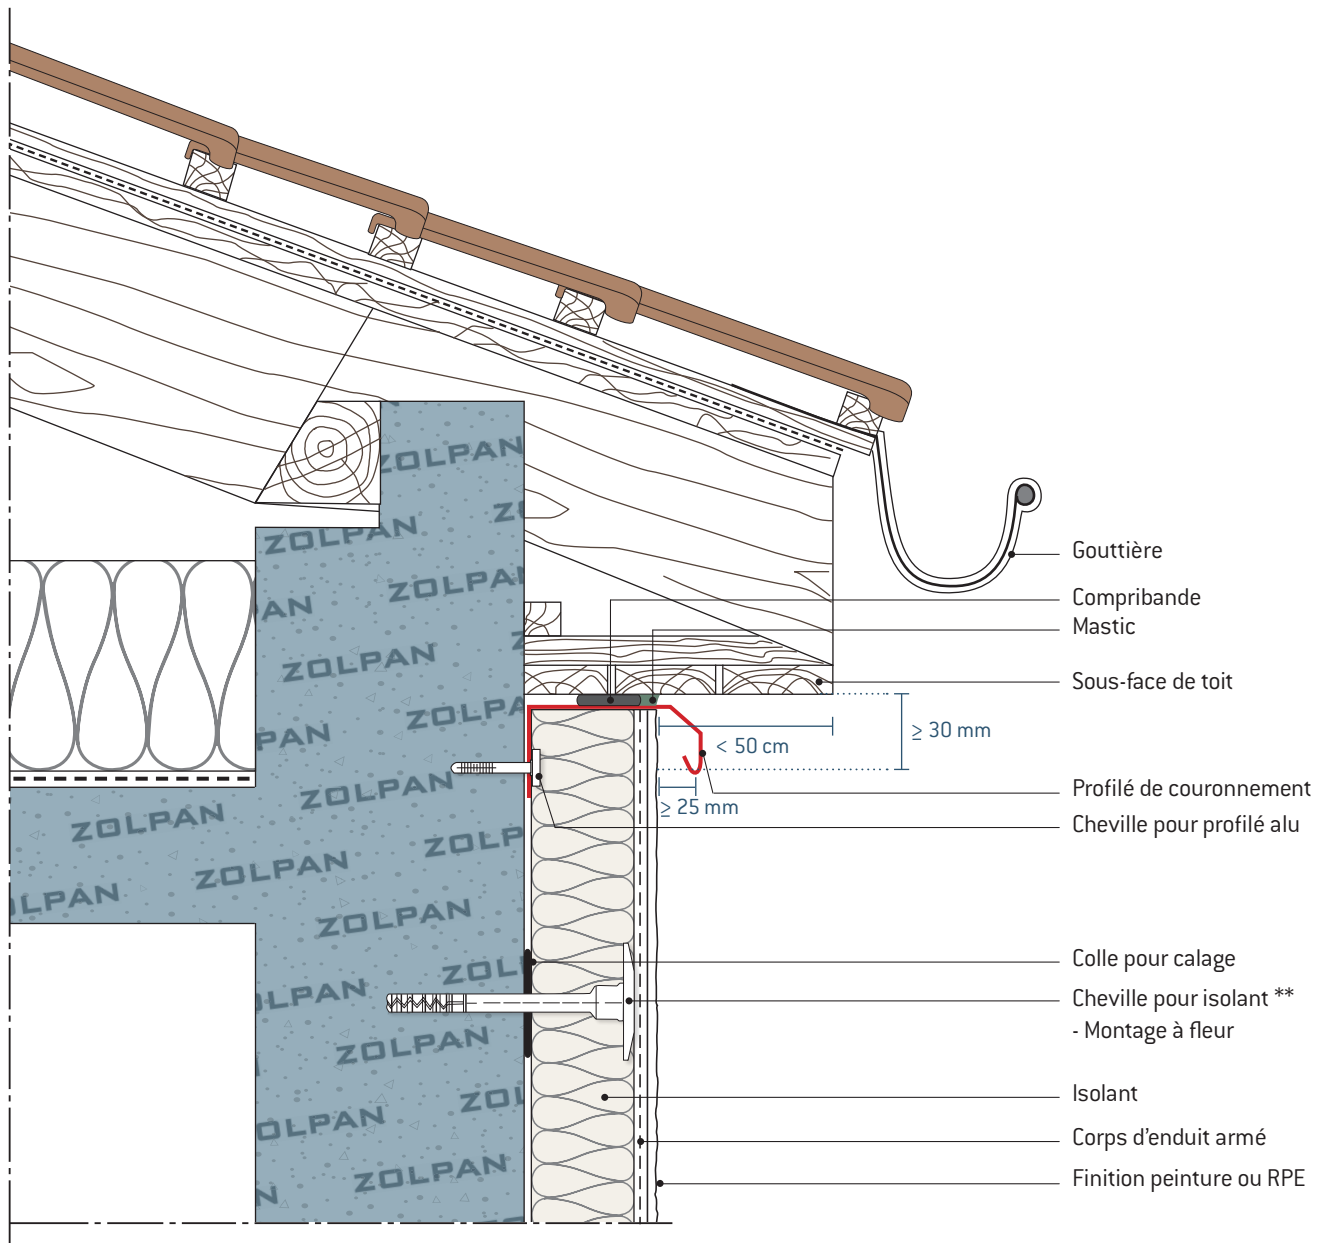 ZOLPAN
ZOLPAN
ZOLPAN
ZOLPAN
ZOLPAN
ZOLPAN
ZOLPAN
ZOLPAN
ZOLPAN
ZOLPAN
ZOLPAN
Gouttière
Compribande
Mastic
Sous-face de toit
≥ 30 mm
< 50 cm
Profilé de couronnement
≥ 25 mm
Cheville pour profilé alu
Colle pour calage
Cheville pour isolant **
- Montage à fleur
Isolant
Corps d'enduit armé
Finition peinture ou RPE